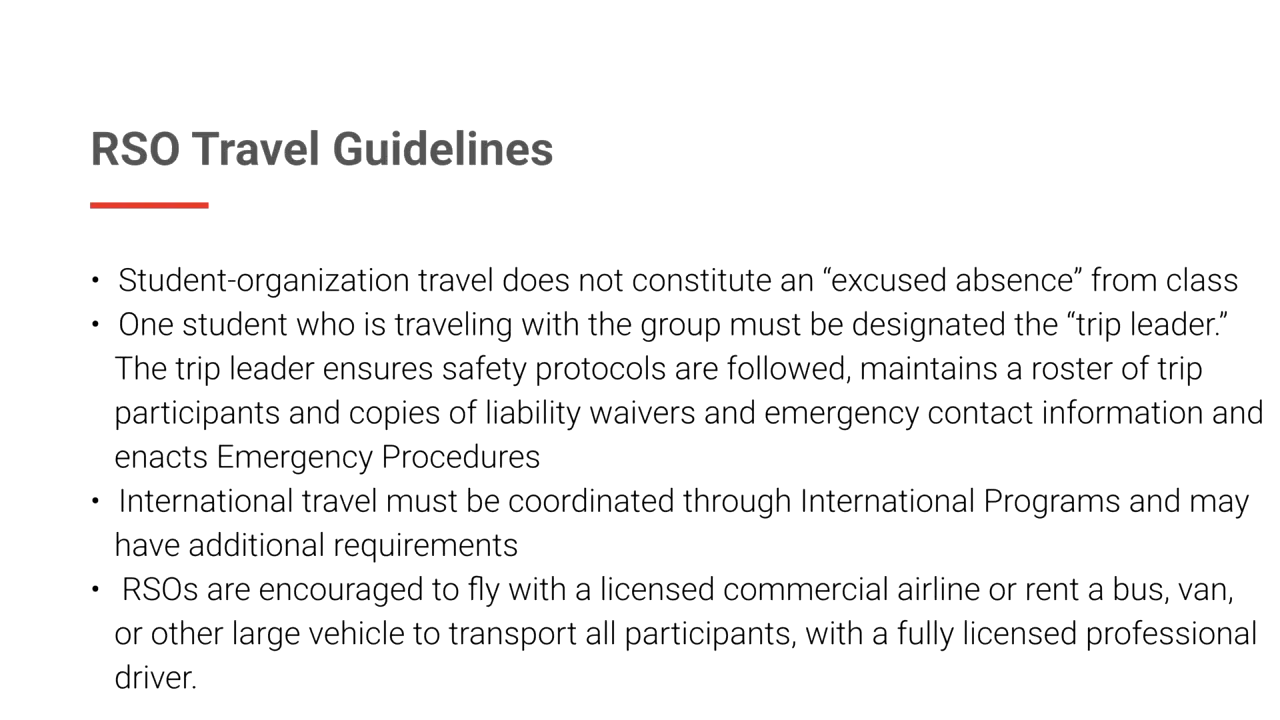 RSO Travel Guidelines
• Student-organization travel does not constitute an “excused absence” from class
• One student who is traveling with the group must be designated the “trip leader.”
The trip leader ensures safety protocols are followed, maintains a roster of trip
participants and copies of liability waivers and emergency contact information and
enacts Emergency Procedures
• International travel must be coordinated through International Programs and may
have additional requirements
• RSOs are encouraged to fly with a licensed commercial airline or rent a bus, van,
or other large vehicle to transport all participants, with a fully licensed professional
driver.